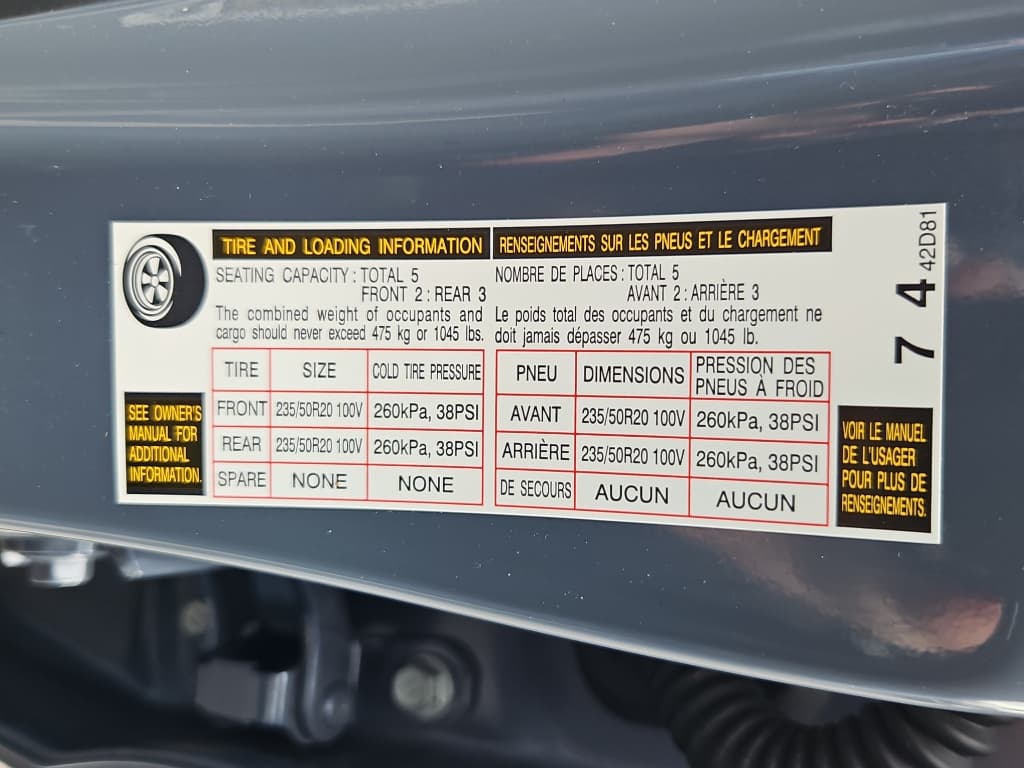 TIRE AND LOADING INFORMATION
SEATING CAPACITY : TOTAL 5
FRONT 2 : REAR 3
The combined weight of occupants and
cargo should never exceed 475 kg or 1045 lbs.
TIRE SIZE COLD TIRE PRESSURE
FRONT 235/50R20 100V 260kPa, 38PSI
REAR 235/50R20 100V 260kPa, 38PSI
SPARE NONE NONE
SEE OWNER'S
MANUAL FOR
ADDITIONAL
INFORMATION.
RENSEIGNEMENTS SUR LES PNEUS ET LE CHARGEMENT
NOMBRE DE PLACES : TOTAL 5
AVANT 2 : ARRIÈRE 3
Le poids total des occupants et du chargement ne
doit jamais dépasser 475 kg ou 1045 lb.
PNEU DIMENSIONS PRESSION DES
PNEUS À FROID
AVANT 235/50R20 100V 260kPa, 38PSI
ARRIÈRE 235/50R20 100V 260kPa, 38PSI
DE SECOURS AUCUN AUCUN
VOIR LE MANUEL
DE L'USAGER
POUR PLUS DE
RENSEIGNEMENTS.
7 4 42D81